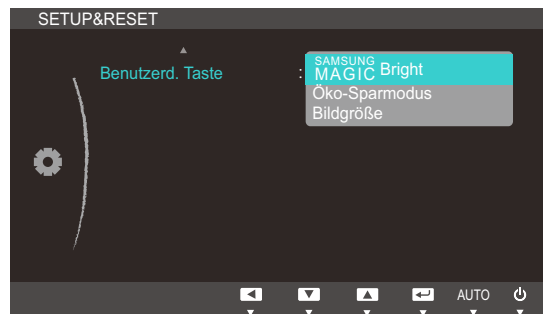 SETUP&RESET
Benutzerd. Taste : SAMSUNG MAGIC Bright
Öko-Sparmodus
Bildgröße
AUTO